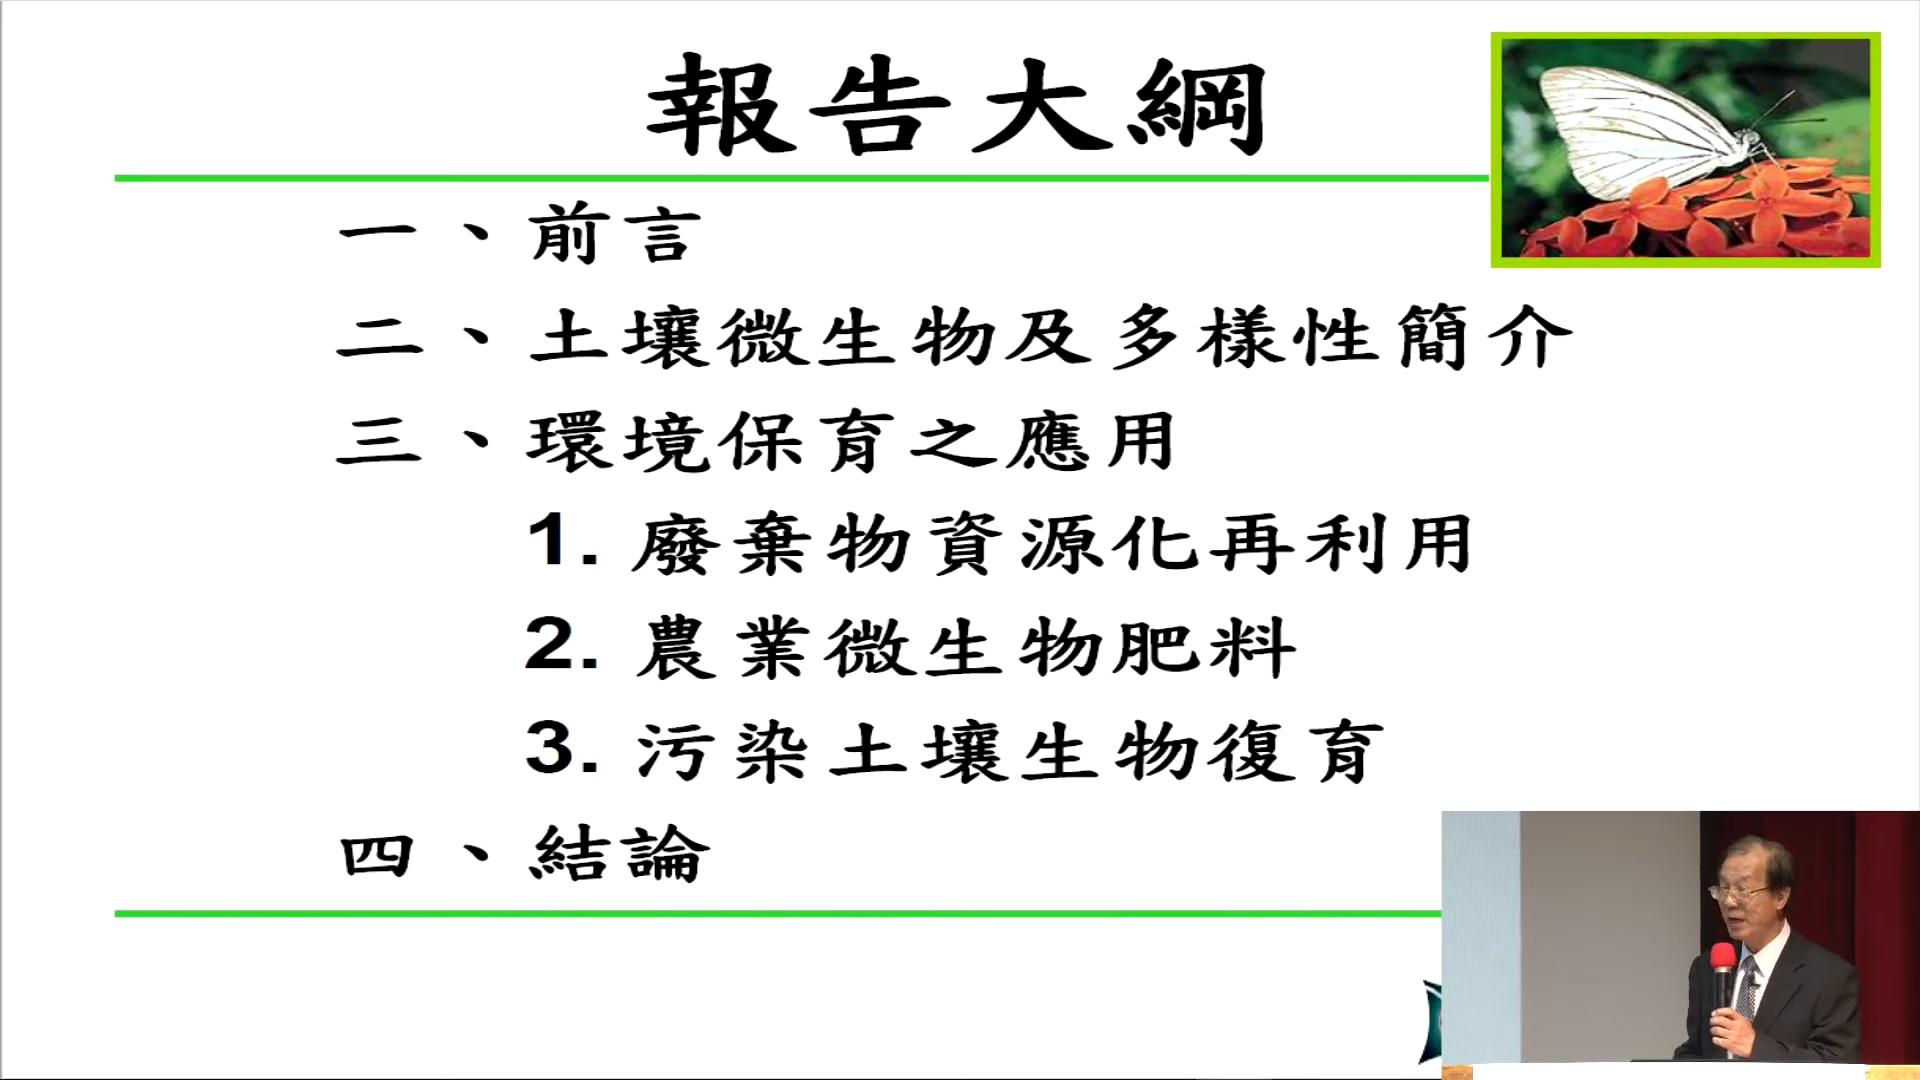 報告大綱
一、前言
二、土壤微生物及多樣性簡介
三、環境保育之應用
1. 廢棄物資源化再利用
2. 農業微生物肥料
3. 污染土壤生物復育
四、結論